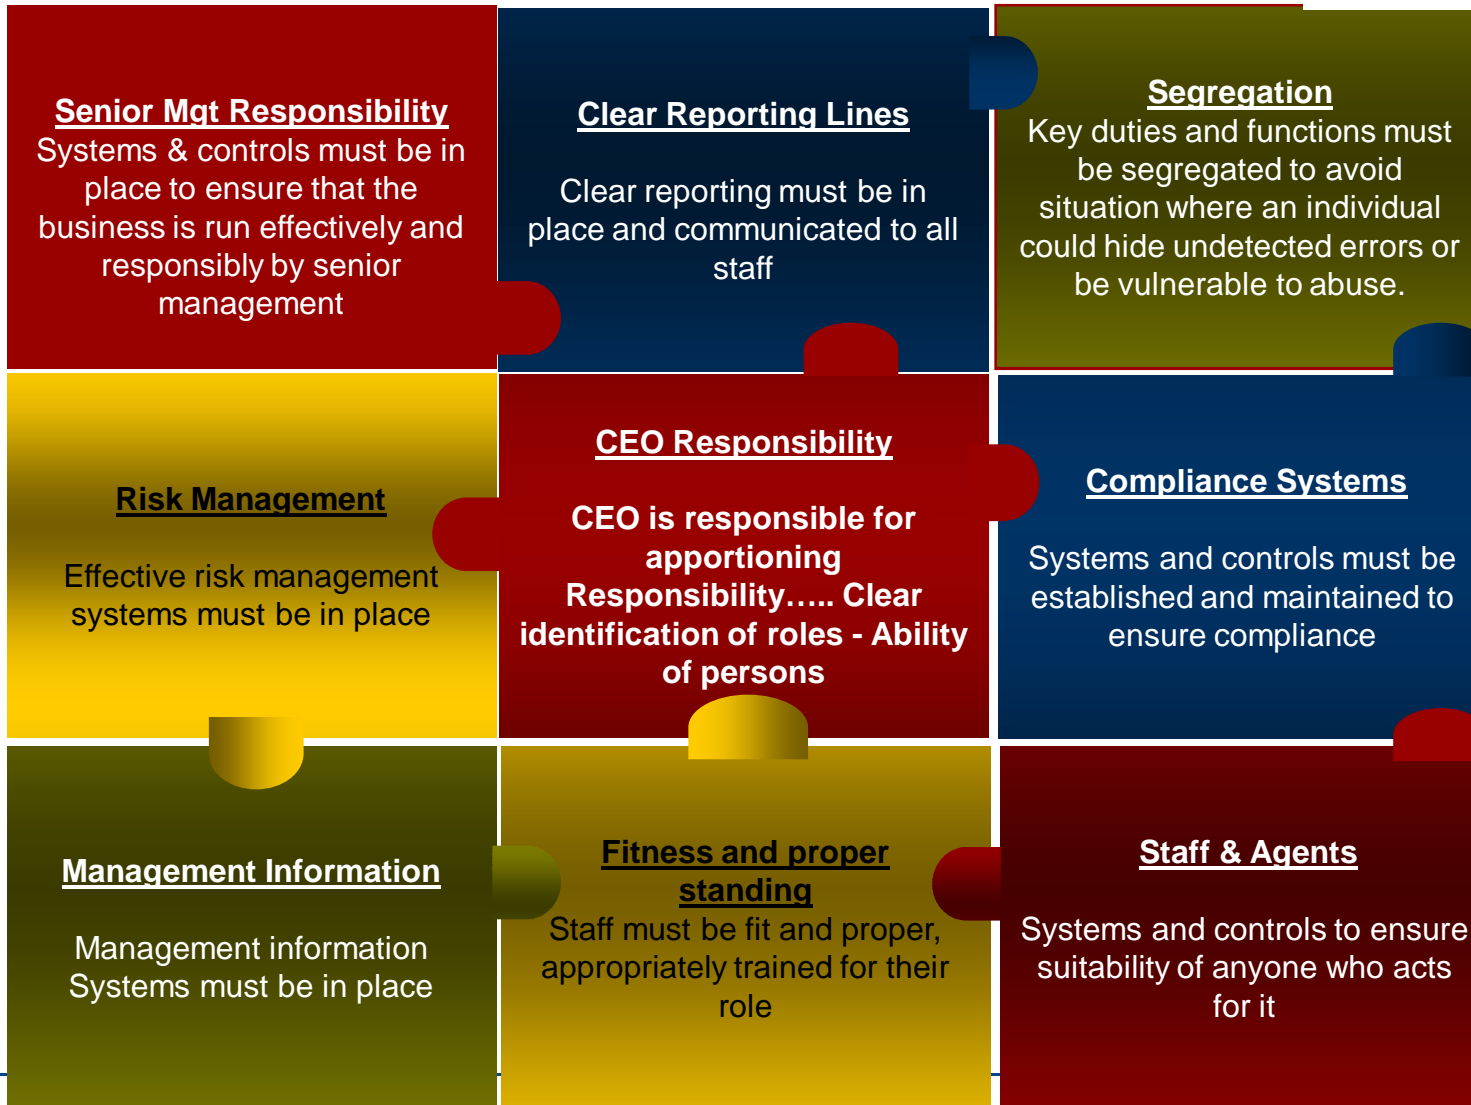 Senior Mgt Responsibility
Systems & controls must be in
place to ensure that the
business is run effectively and
responsibly by senior
management
Clear Reporting Lines
Clear reporting must be in
place and communicated to all
staff
Segregation
Key duties and functions must
be segregated to avoid
situation where an individual
could hide undetected errors or
be vulnerable to abuse.
Risk Management
Effective risk management
systems must be in place
CEO Responsibility
CEO is responsible for
apportioning
Responsibility….. Clear
identification of roles - Ability
of persons
Compliance Systems
Systems and controls must be
established and maintained to
ensure compliance
Management Information
Management information
Systems must be in place
Fitness and proper
standing
Staff must be fit and proper,
appropriately trained for their
role
Staff & Agents
Systems and controls to ensure
suitability of anyone who acts
for it